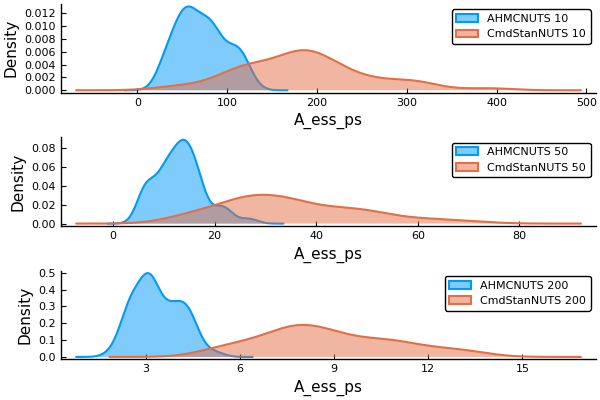 0.012
0.010
0.008
0.006
0.004
0.002
0.000
Density
AHMCNUTS 10
CmdStanNUTS 10
0 100 200 300 400 500
A_ess_ps
0.08
0.06
0.04
0.02
0.00
Density
AHMCNUTS 50
CmdStanNUTS 50
0 20 40 60 80
A_ess_ps
0.5
0.4
0.3
0.2
0.1
0.0
Density
AHMCNUTS 200
CmdStanNUTS 200
3 6 9 12 15
A_ess_ps